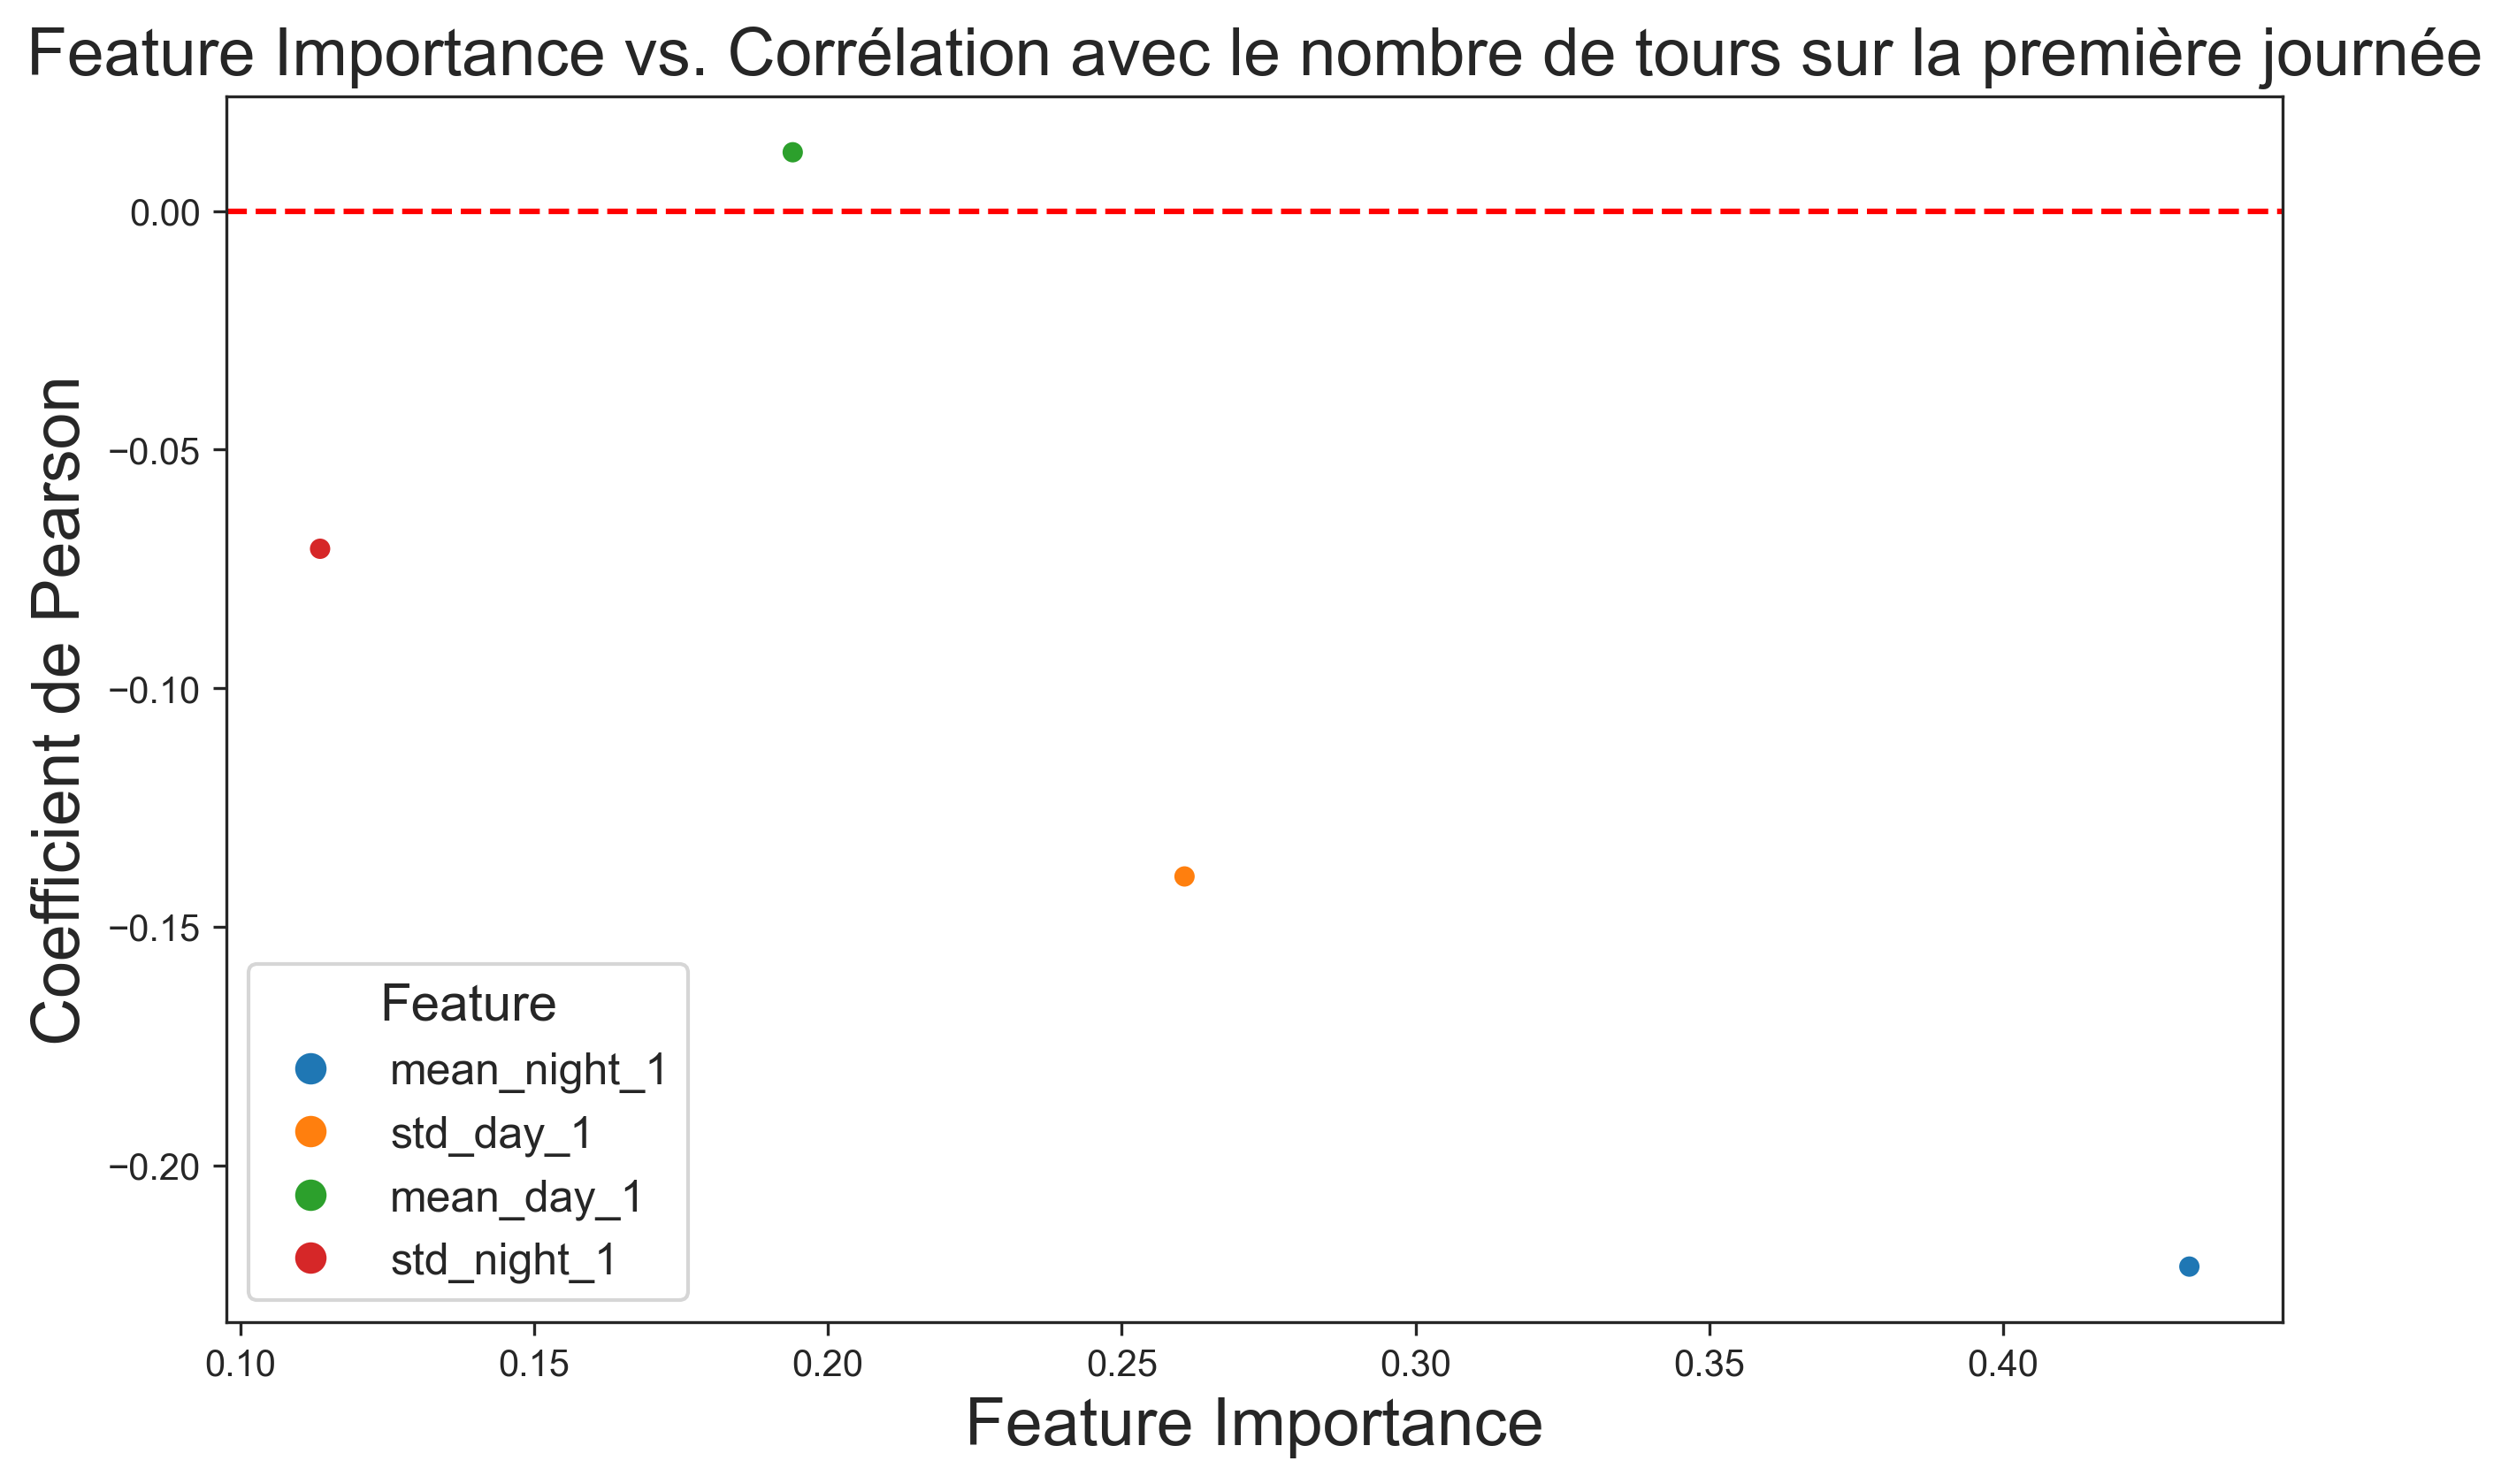 Feature Importance vs. Corrélation avec le nombre de tours sur la première journée
Coefficient de Pearson
0.00
−0.05
−0.10
−0.15
−0.20
Feature
mean_night_1
std_day_1
mean_day_1
std_night_1
0.10 0.15 0.20 0.25 0.30 0.35 0.40
Feature Importance